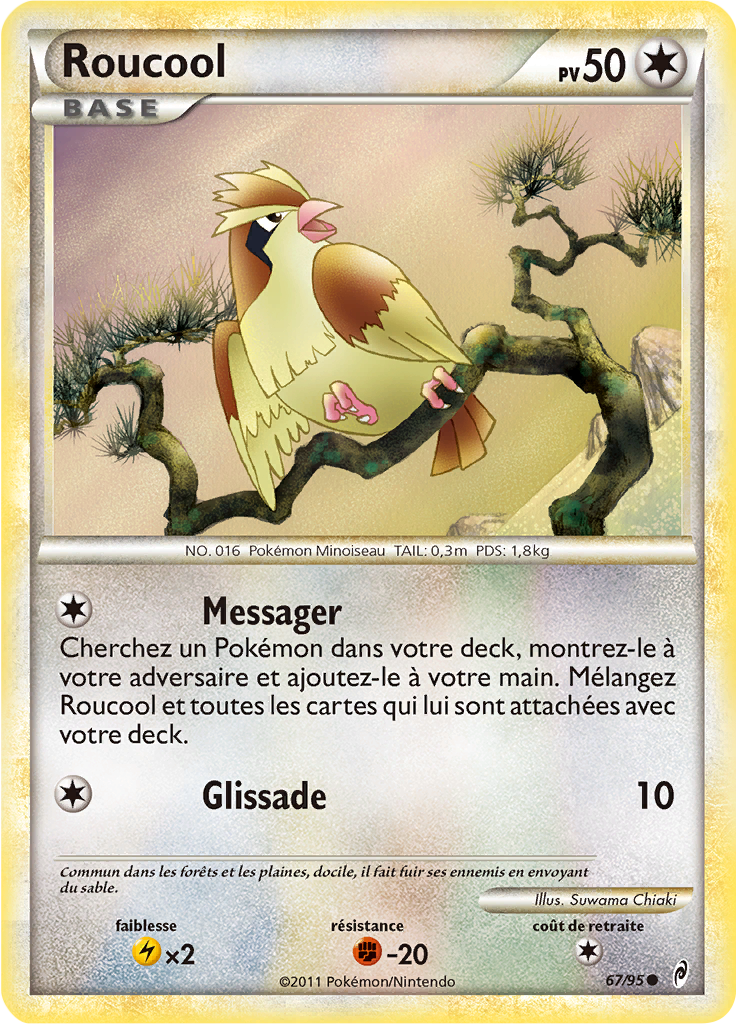 Roucool
PV 50
BASE
NO. 016 Pokémon Minoiseau TAIL: 0,3m PDS: 1,8kg
Messager
Cherchez un Pokémon dans votre deck, montrez-le à
votre adversaire et ajoutez-le à votre main. Mélangez
Roucool et toutes les cartes qui lui sont attachées avec
votre deck.
Glissade 10
Commun dans les forêts et les plaines, docile, il fait fuir ses ennemis en envoyant
du sable.
Illus. Suwama Chiaki
faiblesse résistance coût de retraite
×2 -20
©2011 Pokémon/Nintendo
67/95